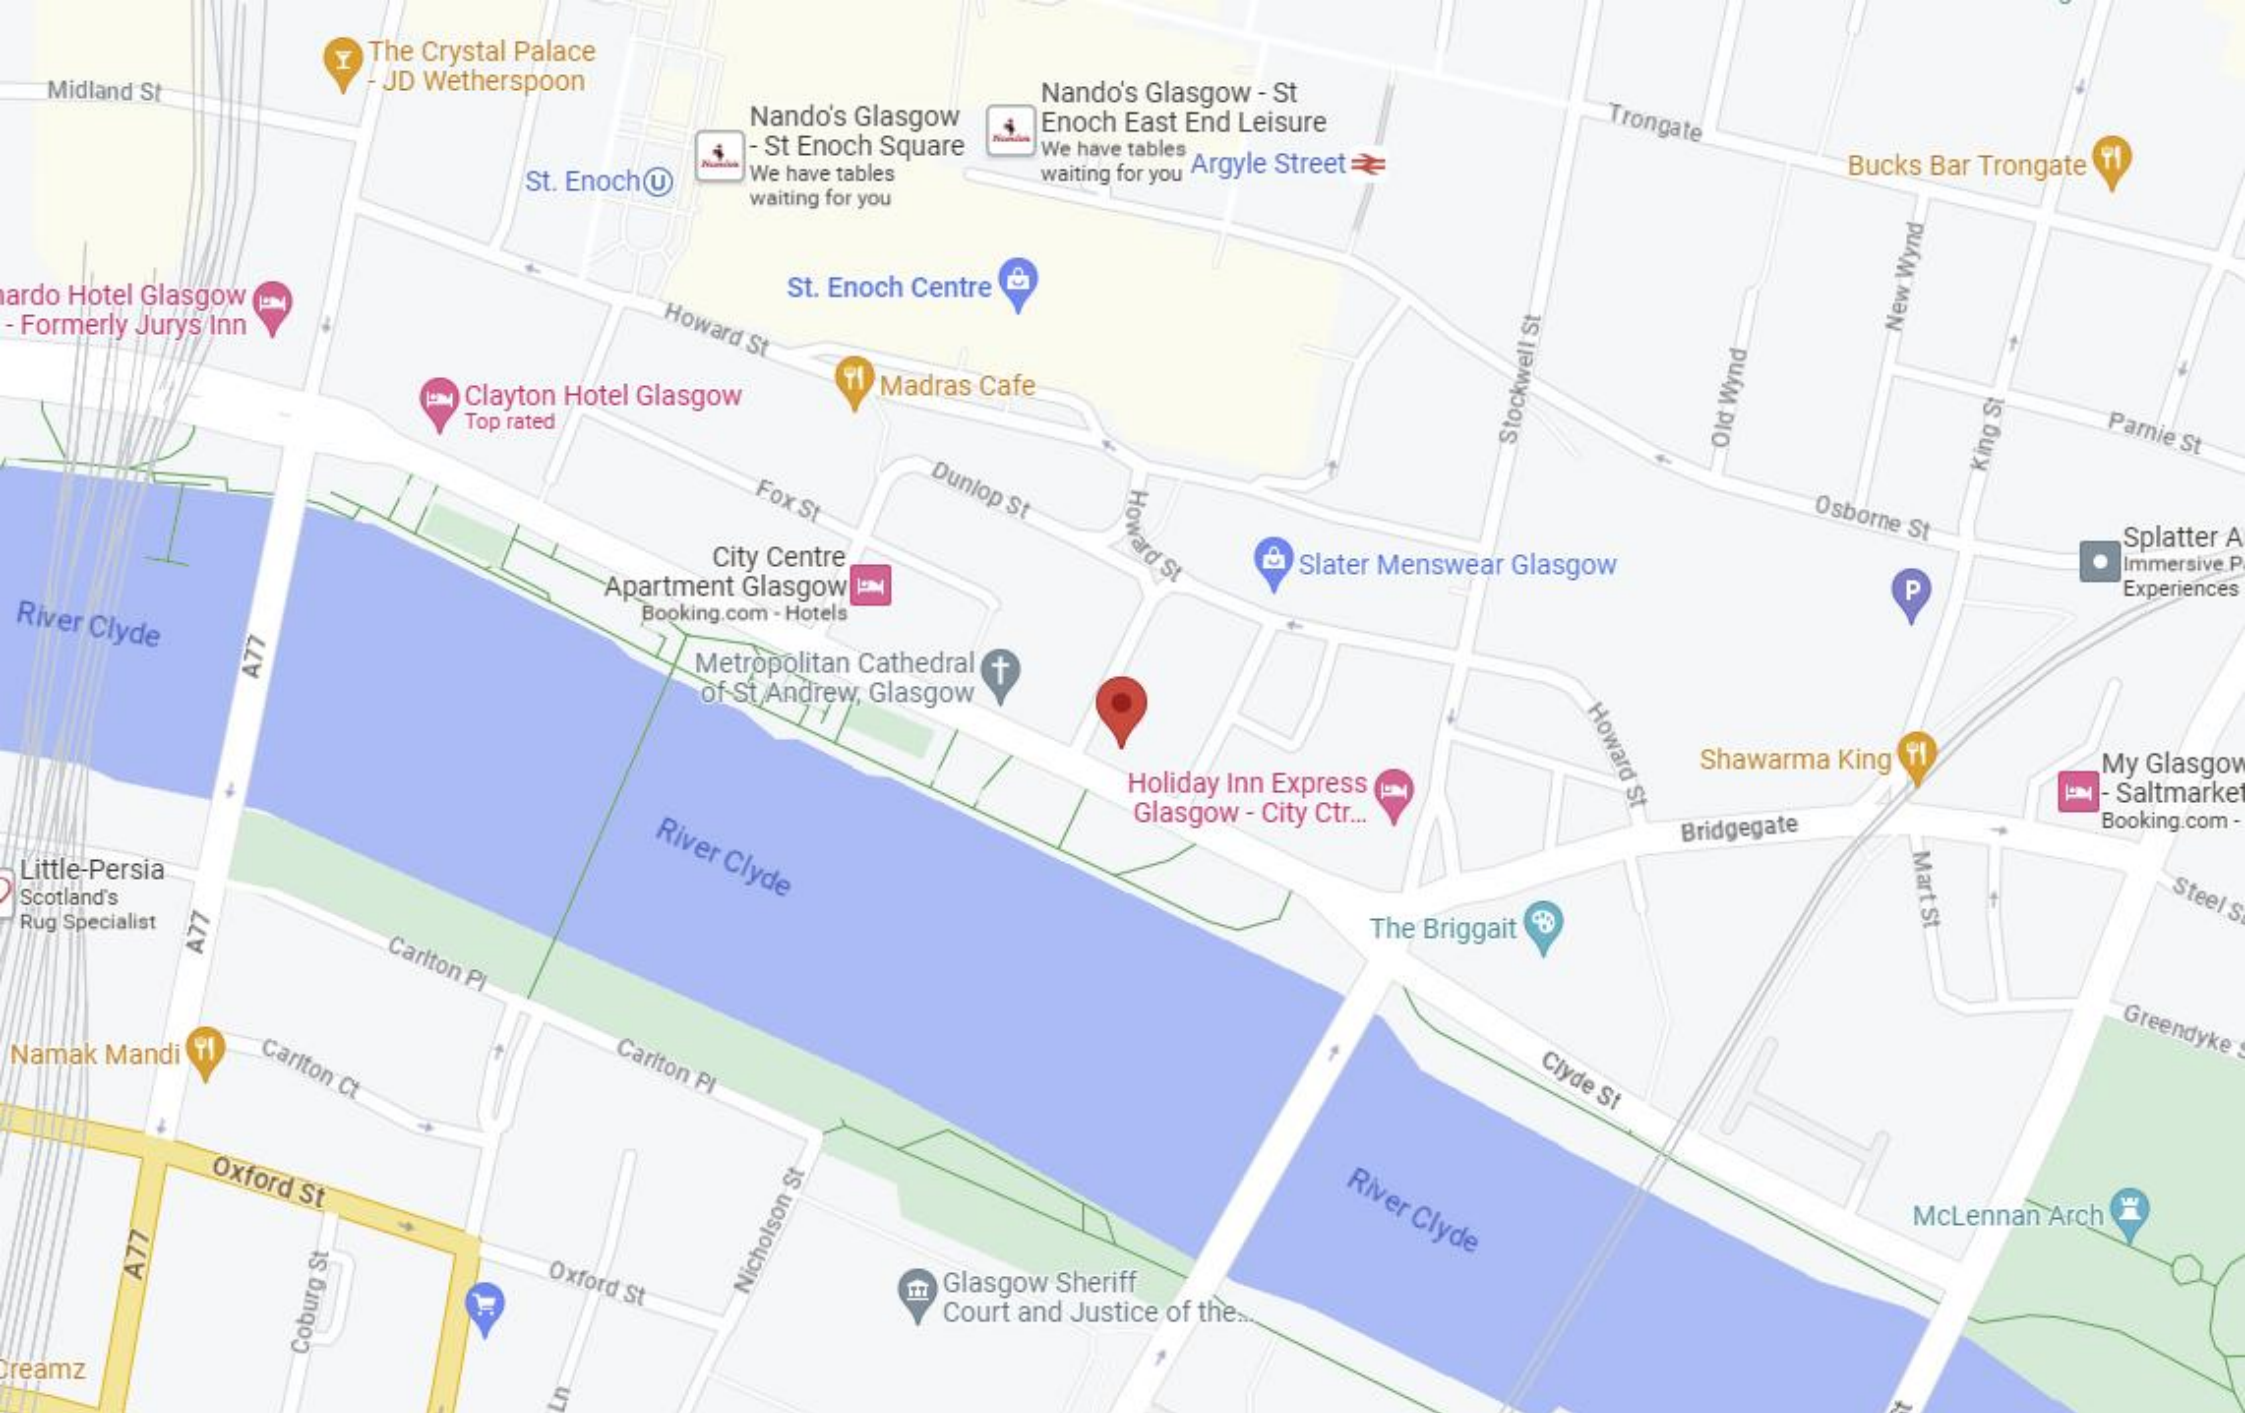 The Crystal Palace
- JD Wetherspoon
Midland St
Nando's Glasgow
- St Enoch Square
We have tables
waiting for you
Nando's Glasgow - St
Enoch East End Leisure
We have tables
waiting for you
Argyle Street
Trongate
Bucks Bar Trongate
St. Enoch
U
St. Enoch Centre
nardo Hotel Glasgow
- Formerly Jurys Inn
Howard St
Stockwell St
New Wynd
Old Wynd
King St
Parnie St
Clayton Hotel Glasgow
Top rated
Madras Cafe
Fox St
Dunlop St
Howard St
Osborne St
City Centre
Apartment Glasgow
Booking.com - Hotels
Slater Menswear Glasgow
P
Splatter A
Immersive P
Experiences
River Clyde
A77
Metropolitan Cathedral
of St Andrew, Glasgow
Howard St
Shawarma King
Holiday Inn Express
Glasgow - City Ctr...
My Glasgow
- Saltmarket
Booking.com -
Bridgegate
River Clyde
Little-Persia
Scotland's
Rug Specialist
A77
Mart St
Steel S
The Briggait
Carlton Pl
Greendyke S
Namak Mandi
Carlton Ct
Carlton Pl
Clyde St
Oxford St
River Clyde
McLennan Arch
A77
Nicholson St
Coburg St
Oxford St
Glasgow Sheriff
Court and Justice of the...
Creamz
Ln